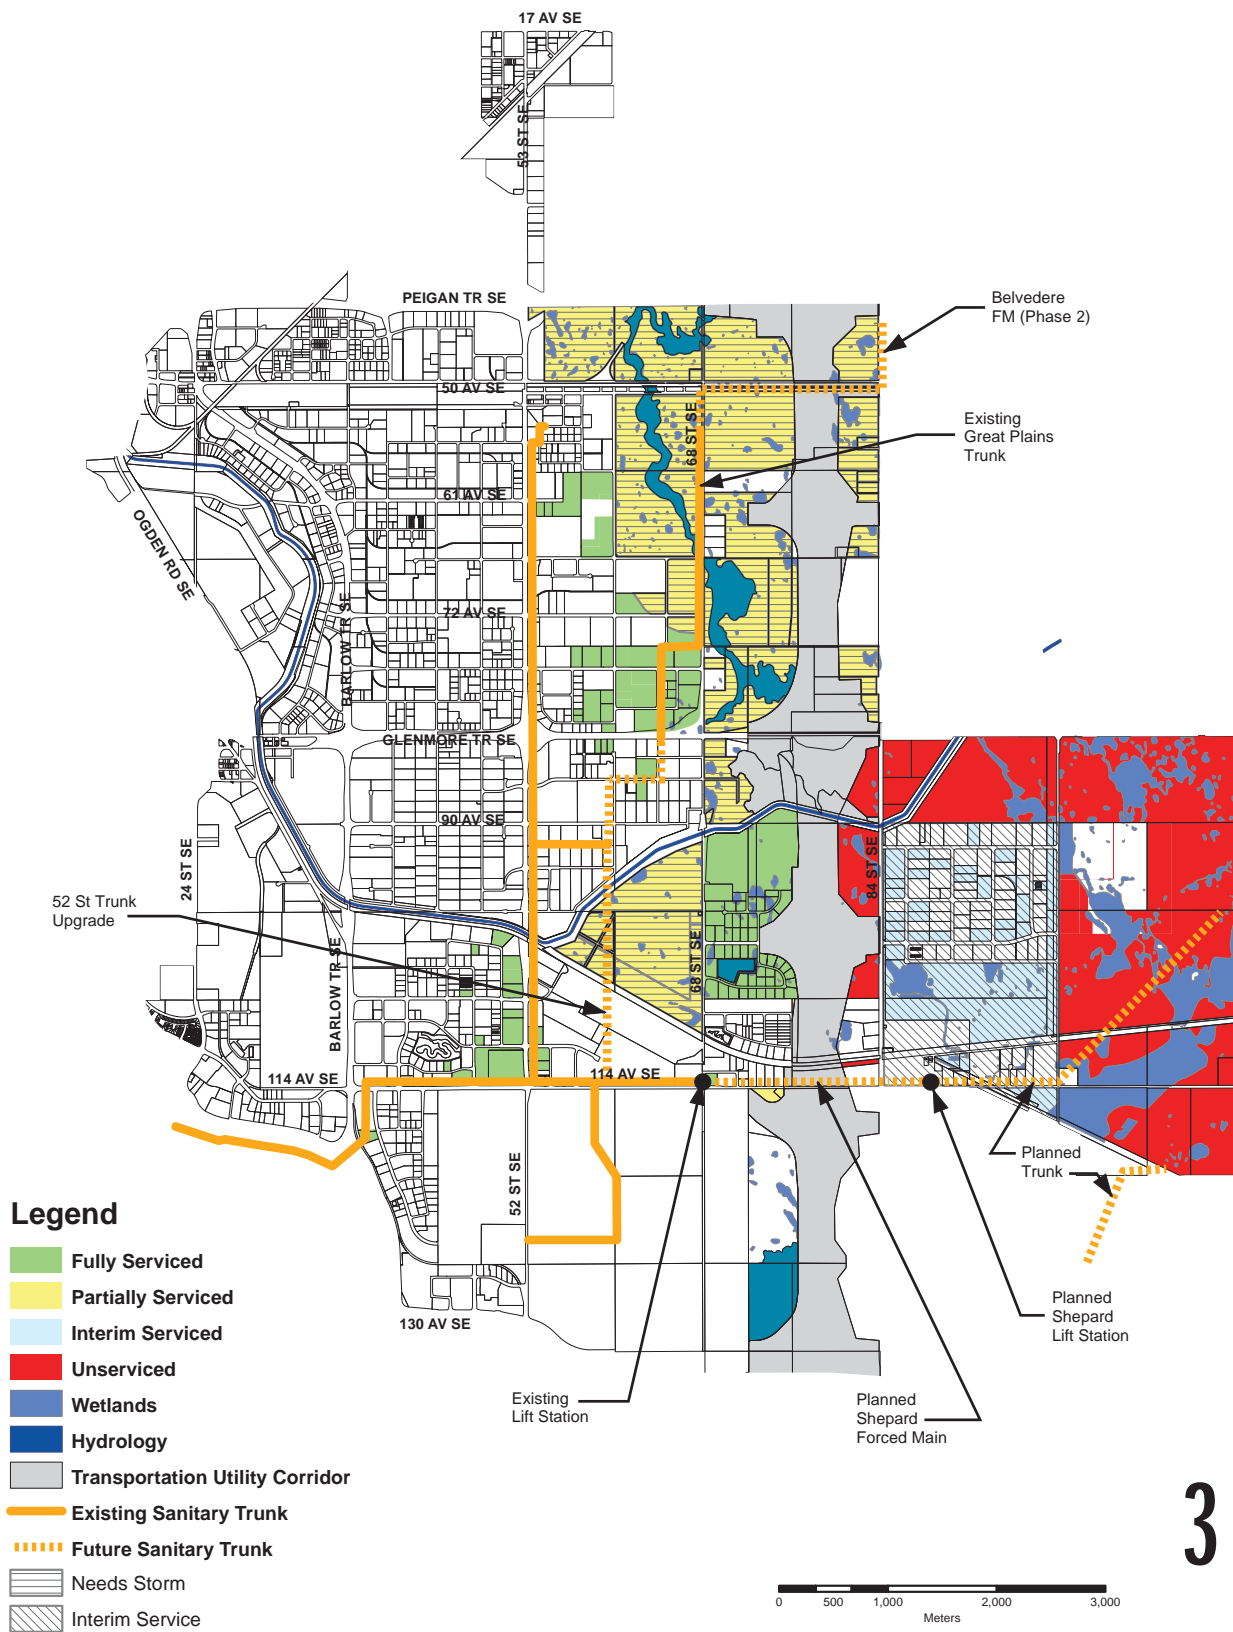 17 AV SE
53 ST SE
PEIGAN TR SE
Belvedere
FM (Phase 2)
50 AV SE
68 ST SE
Existing
Great Plains
Trunk
61 AV SE
OGDEN RD SE
BARLOW TR SE
72 AV SE
GLENMORE TR SE
90 AV SE
24 ST SE
84 ST SE
52 St Trunk
Upgrade
BARLOW TR SE
68 ST SE
114 AV SE
114 AV SE
52 ST SE
Planned
Trunk
130 AV SE
Planned
Shepard
Lift Station
Existing
Lift Station
Planned
Shepard
Forced Main
Legend
Fully Serviced
Partially Serviced
Interim Serviced
Unserviced
Wetlands
Hydrology
Transportation Utility Corridor
Existing Sanitary Trunk
Future Sanitary Trunk
Needs Storm
Interim Service
3
0 500 1,000 2,000 3,000
Meters